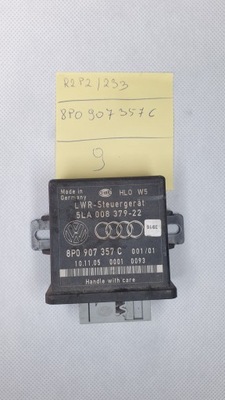 R2P2/233
8P0 907 357 C
9
Made in
Germany
HLO W5
LWR-Steuergerät
5LA 008 379-22
8P0 907 357 C 001/01
10.11.05 0001 0093
Handle with care